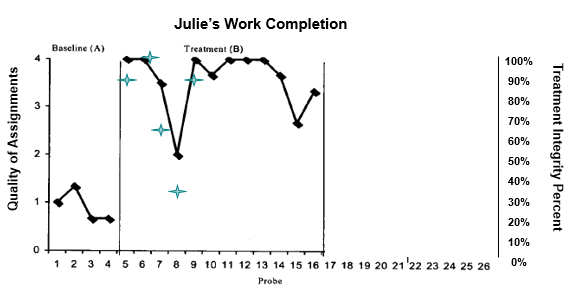 Julie's Work Completion
Baseline (A) Treatment (B)
Quality of Assignments
4
3
2
1
0
1 2 3 4 5 6 7 8 9 10 11 12 13 14 15 16 17 18 19 20 21 22 23 24 25 26
Probe
100%
90%
80%
70%
60%
50%
40%
30%
20%
10%
0%
Treatment Integrity Percent